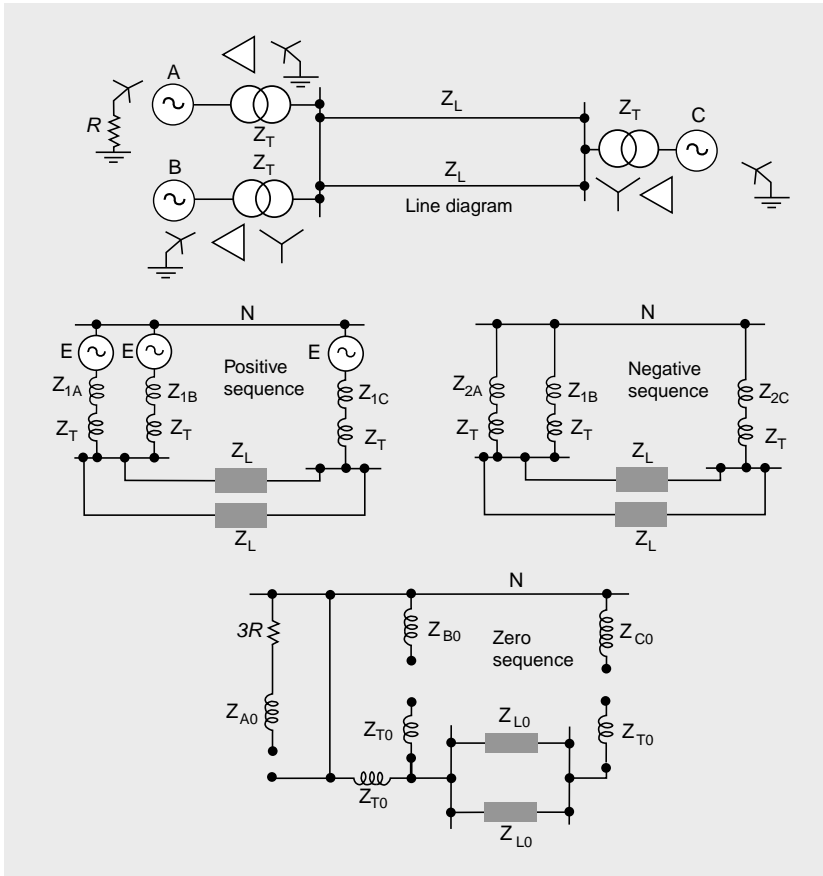 A
Z_T
R
B
Z_T
Z_L
Z_L
Line diagram
Z_T
C
N
E
E
E
Positive
sequence
Z_1A
Z_1B
Z_1C
Z_T
Z_T
Z_T
Z_L
Z_L
N
Negative
sequence
Z_2A
Z_1B
Z_2C
Z_T
Z_T
Z_T
Z_L
Z_L
N
3R
Z_B0
Zero
sequence
Z_C0
Z_A0
Z_T0
Z_L0
Z_T0
Z_T0
Z_L0